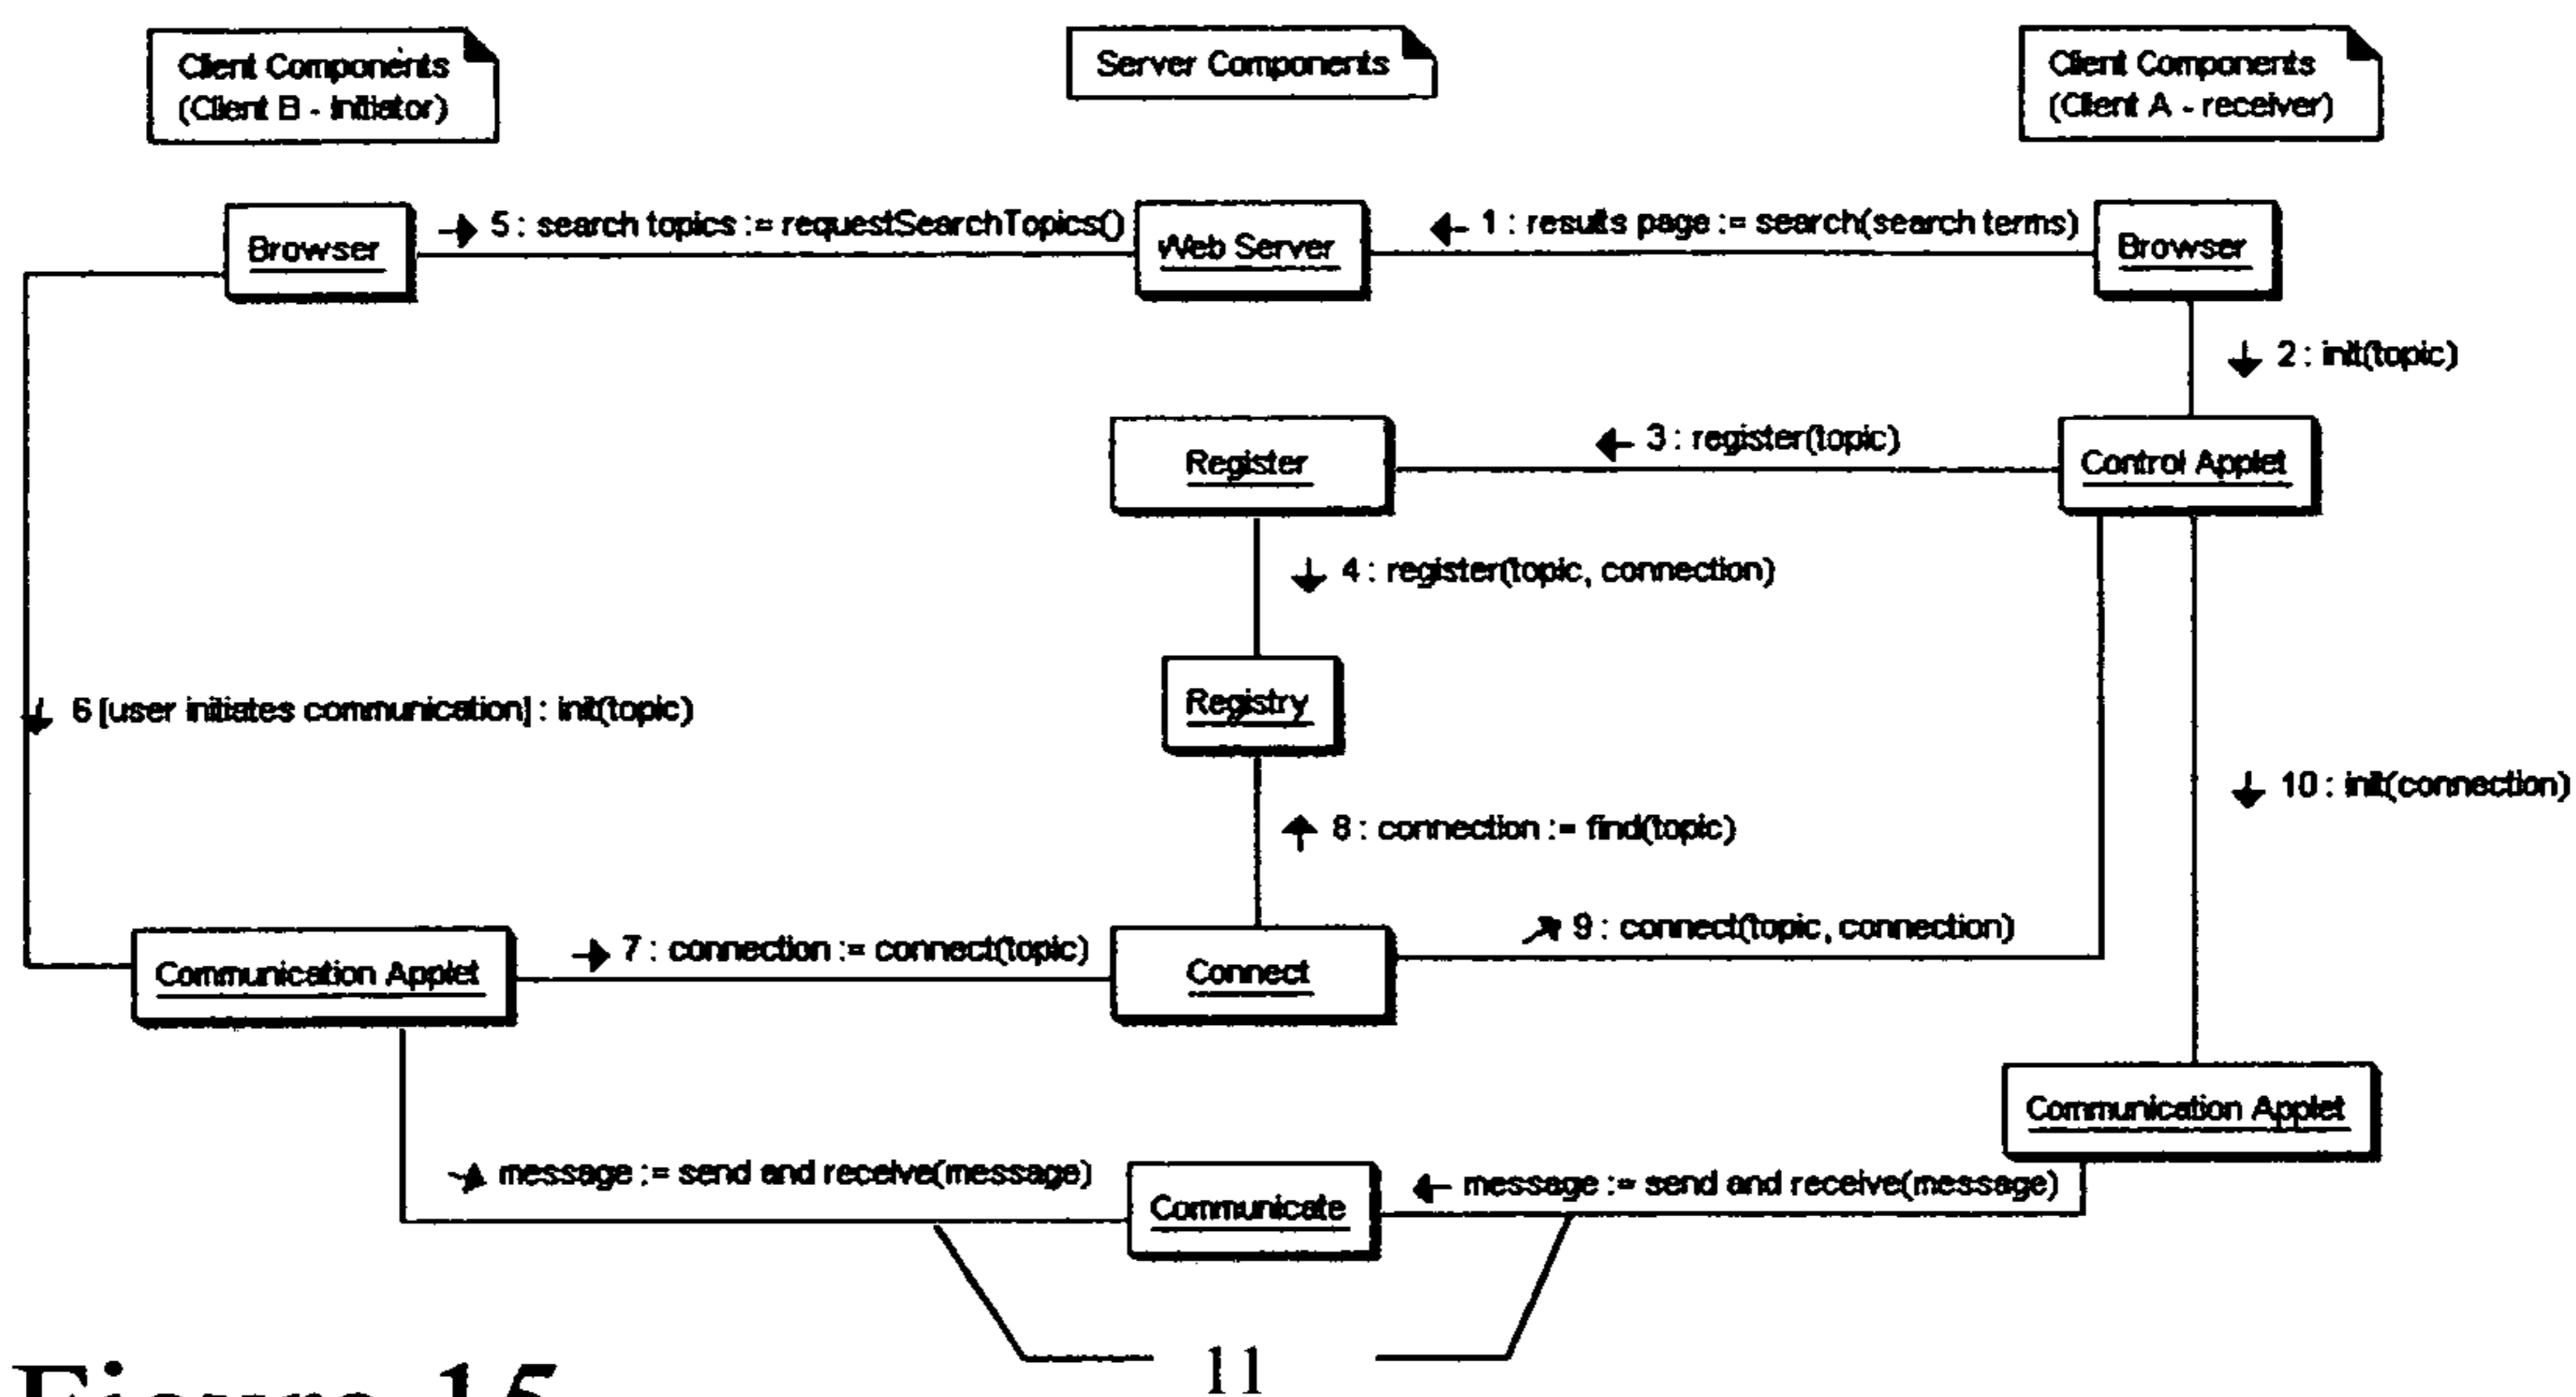 Client Components
(Client B - initiator)
Server Components
Client Components
(Client A - receiver)
Browser
5 : search topics := requestSearchTopics()
Web Server
1 : results page := search(search terms)
Browser
2 : init(topic)
Register
3 : register(topic)
Control Applet
4 : register(topic, connection)
Registry
6 [user initiates communication] : init(topic)
10 : init(connection)
8 : connection := find(topic)
Communication Applet
7 : connection := connect(topic)
Connect
9 : connect(topic, connection)
Communication Applet
message := send and receive(message)
Communicate
message := send and receive(message)
11
Figure 15